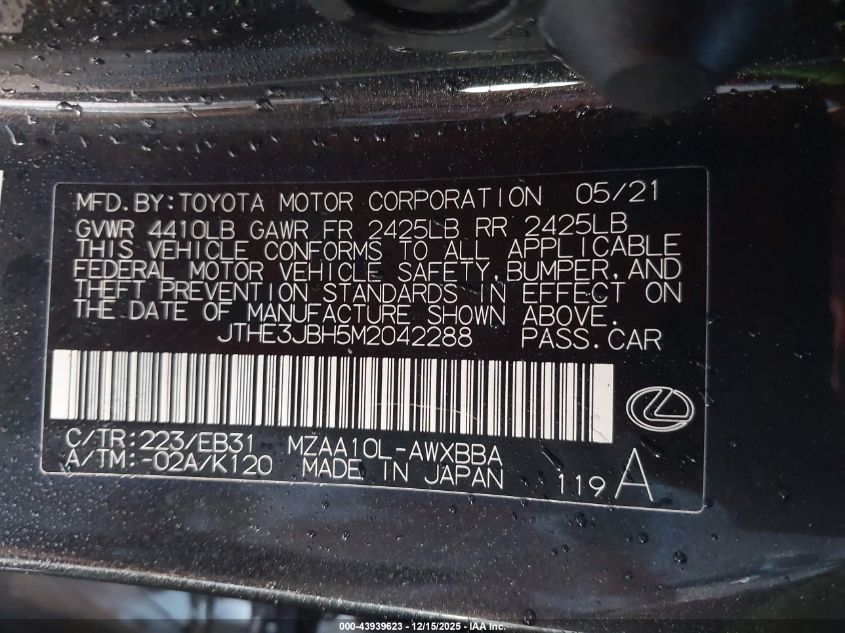 MFD.BY:TOYOTA MOTOR CORPORATION 05/21
GVWR 4410LB GAWR FR 2425LB RR 2425LB
THIS VEHICLE CONFORMS TO ALL APPLICABLE
FEDERAL MOTOR VEHICLE SAFETY,BUMPER,AND
THEFT PREVENTION STANDARDS IN EFFECT ON
THE DATE OF MANUFACTURE SHOWN ABOVE.
JTHE3JBH5M2042288 PASS.CAR
C/TR:223/EB31 MZAA10L-AWXBBA
A/TM:-02A/K120 MADE IN JAPAN 119 A
000-43939623 - 12/15/2025 - IAA Inc.